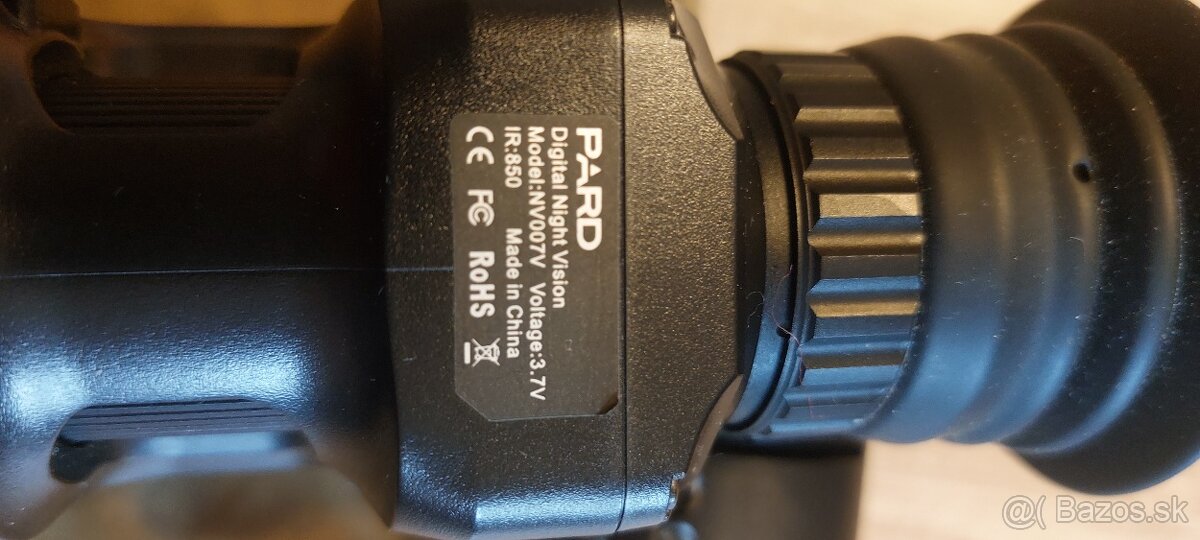 PARD
Digital Night Vision
Model:NV007V Voltage:3.7V
IR:850 Made in China
CE FC RoHS
@( Bazos.sk